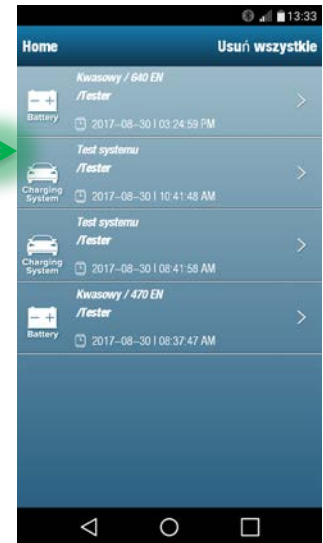 13:33
Home Usuń wszystkie
Kwasowy / 640 EN
/Tester
Battery
2017-08-30 | 03:24:59 PM
Test systemu
/Tester
Charging
System
2017-08-30 | 10:41:48 AM
Test systemu
/Tester
Charging
System
2017-08-30 | 08:41:58 AM
Kwasowy / 470 EN
/Tester
Battery
2017-08-30 | 08:37:47 AM